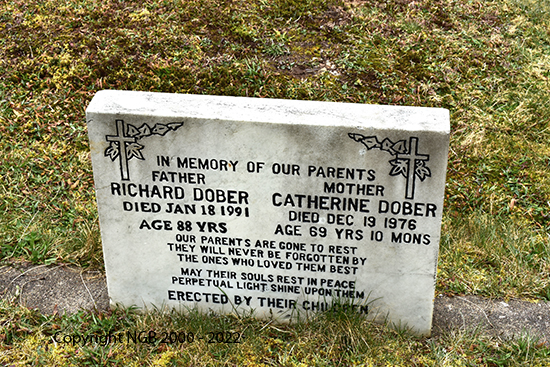 IN MEMORY OF OUR PARENTS
FATHER MOTHER
RICHARD DOBER CATHERINE DOBER
DIED JAN 18 1991 DIED DEC 19 1976
AGE 88 YRS AGE 69 YRS 10 MONS
OUR PARENTS ARE GONE TO REST
THEY WILL NEVER BE FORGOTTEN BY
THE ONES WHO LOVED THEM BEST
MAY THEIR SOULS REST IN PEACE
PERPETUAL LIGHT SHINE UPON THEM
ERECTED BY THEIR CHILDREN
Copyright NGB 2000 - 2022